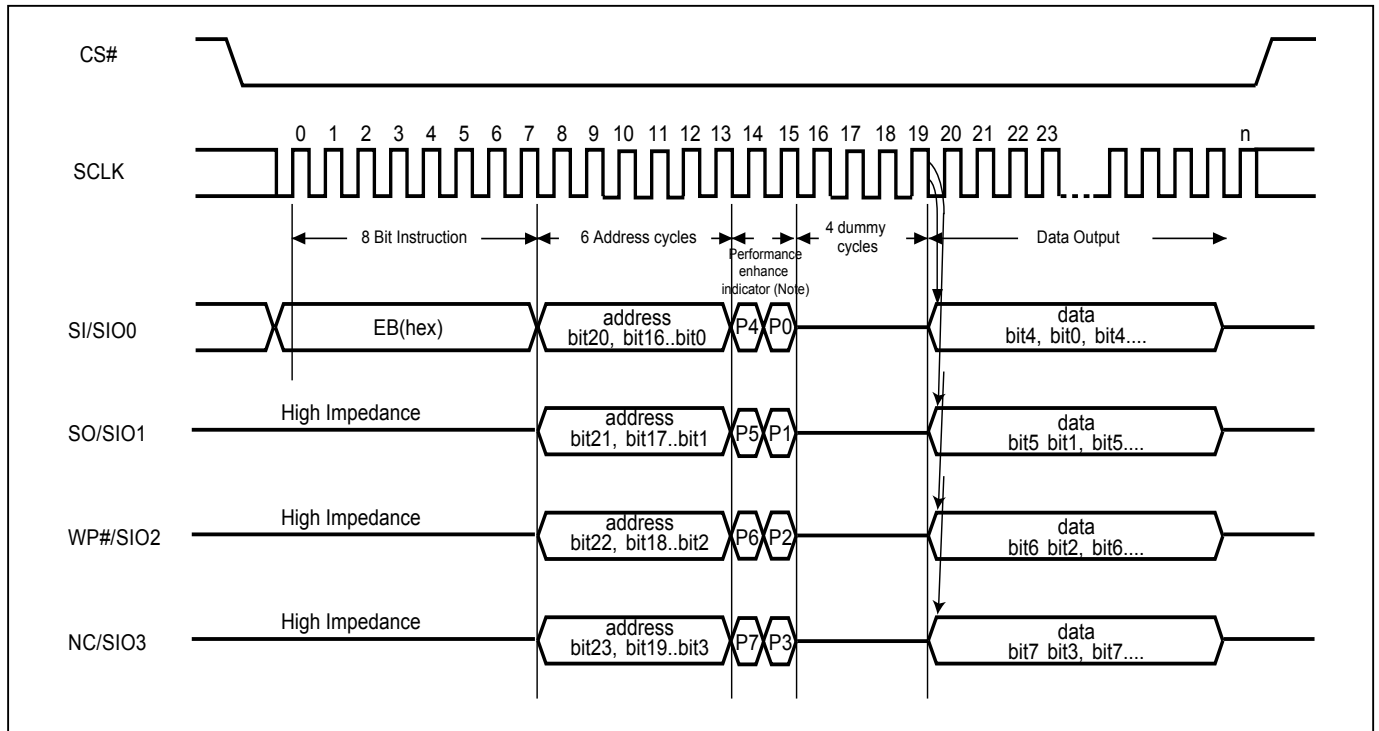 CS#
0 1 2 3 4 5 6 7 8 9 10 11 12 13 14 15 16 17 18 19 20 21 22 23 n
SCLK
8 Bit Instruction
6 Address cycles
Performance
enhance
indicator (Note)
4 dummy
cycles
Data Output
SI/SIO0
EB(hex)
address
bit20, bit16..bit0
P4 P0
data
bit4, bit0, bit4....
SO/SIO1
High Impedance
address
bit21, bit17..bit1
P5 P1
data
bit5 bit1, bit5....
WP#/SIO2
High Impedance
address
bit22, bit18..bit2
P6 P2
data
bit6 bit2, bit6....
NC/SIO3
High Impedance
address
bit23, bit19..bit3
P7 P3
data
bit7 bit3, bit7....